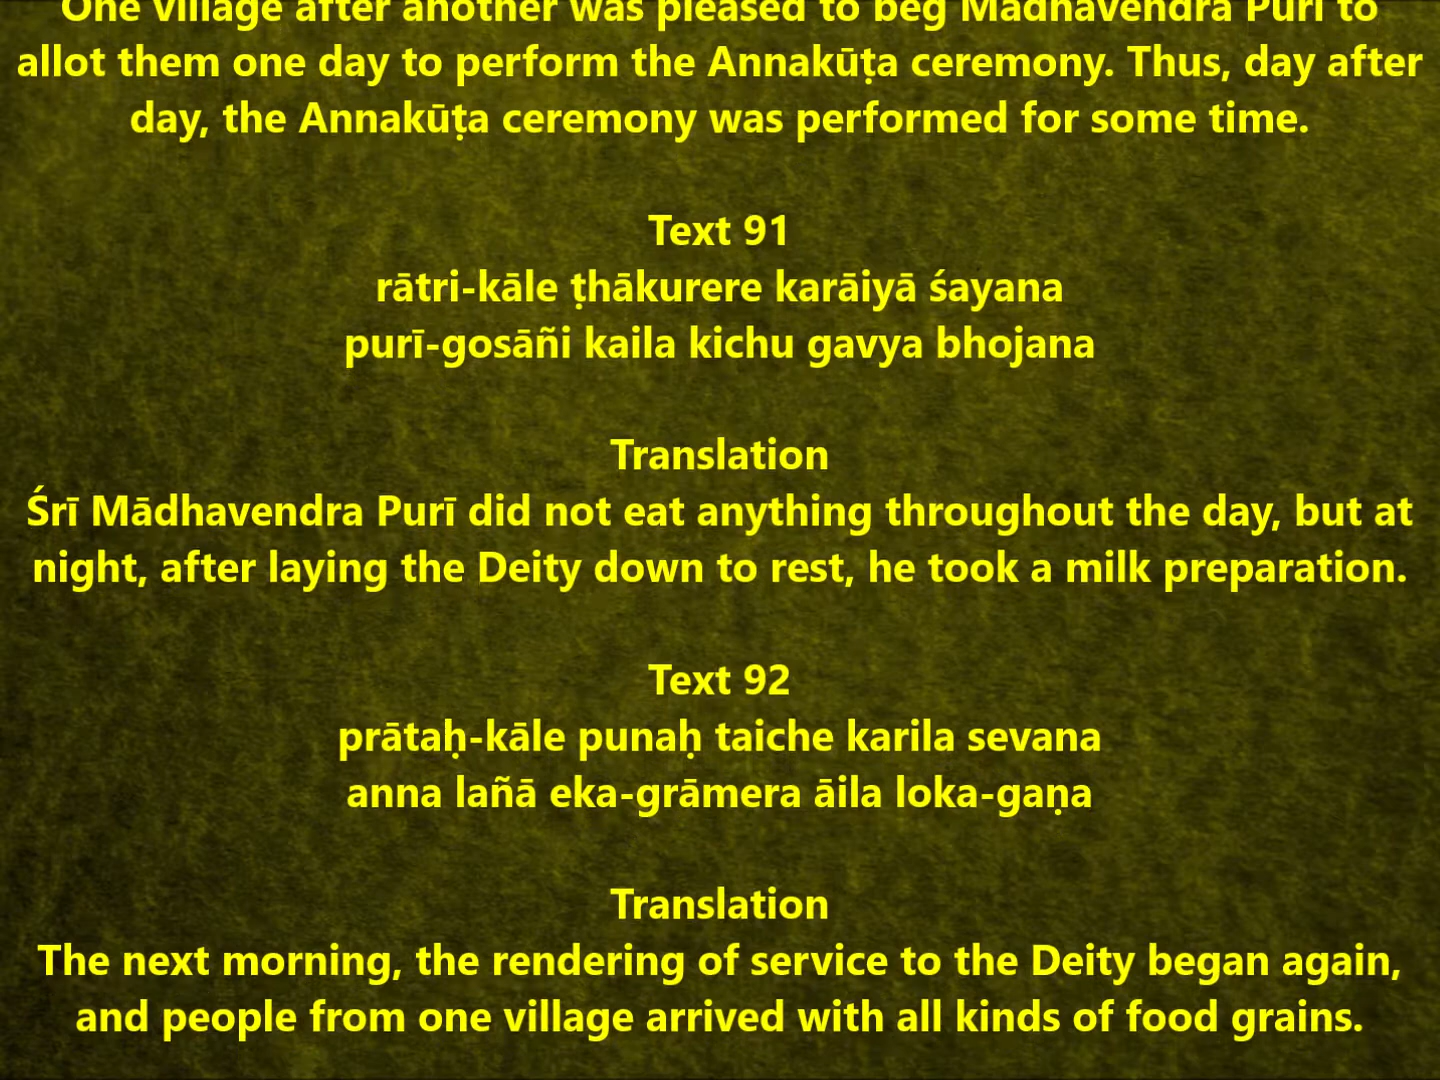 One village after another was pleased to beg Mādhavendra Purī to
allot them one day to perform the Annakūṭa ceremony. Thus, day after
day, the Annakūṭa ceremony was performed for some time.
Text 91
rātri-kāle ṭhākurere karāiyā śayana
purī-gosāñi kaila kichu gavya bhojana
Translation
Śrī Mādhavendra Purī did not eat anything throughout the day, but at
night, after laying the Deity down to rest, he took a milk preparation.
Text 92
prātaḥ-kāle punaḥ taiche karila sevana
anna lañā eka-grāmera āila loka-gaṇa
Translation
The next morning, the rendering of service to the Deity began again,
and people from one village arrived with all kinds of food grains.